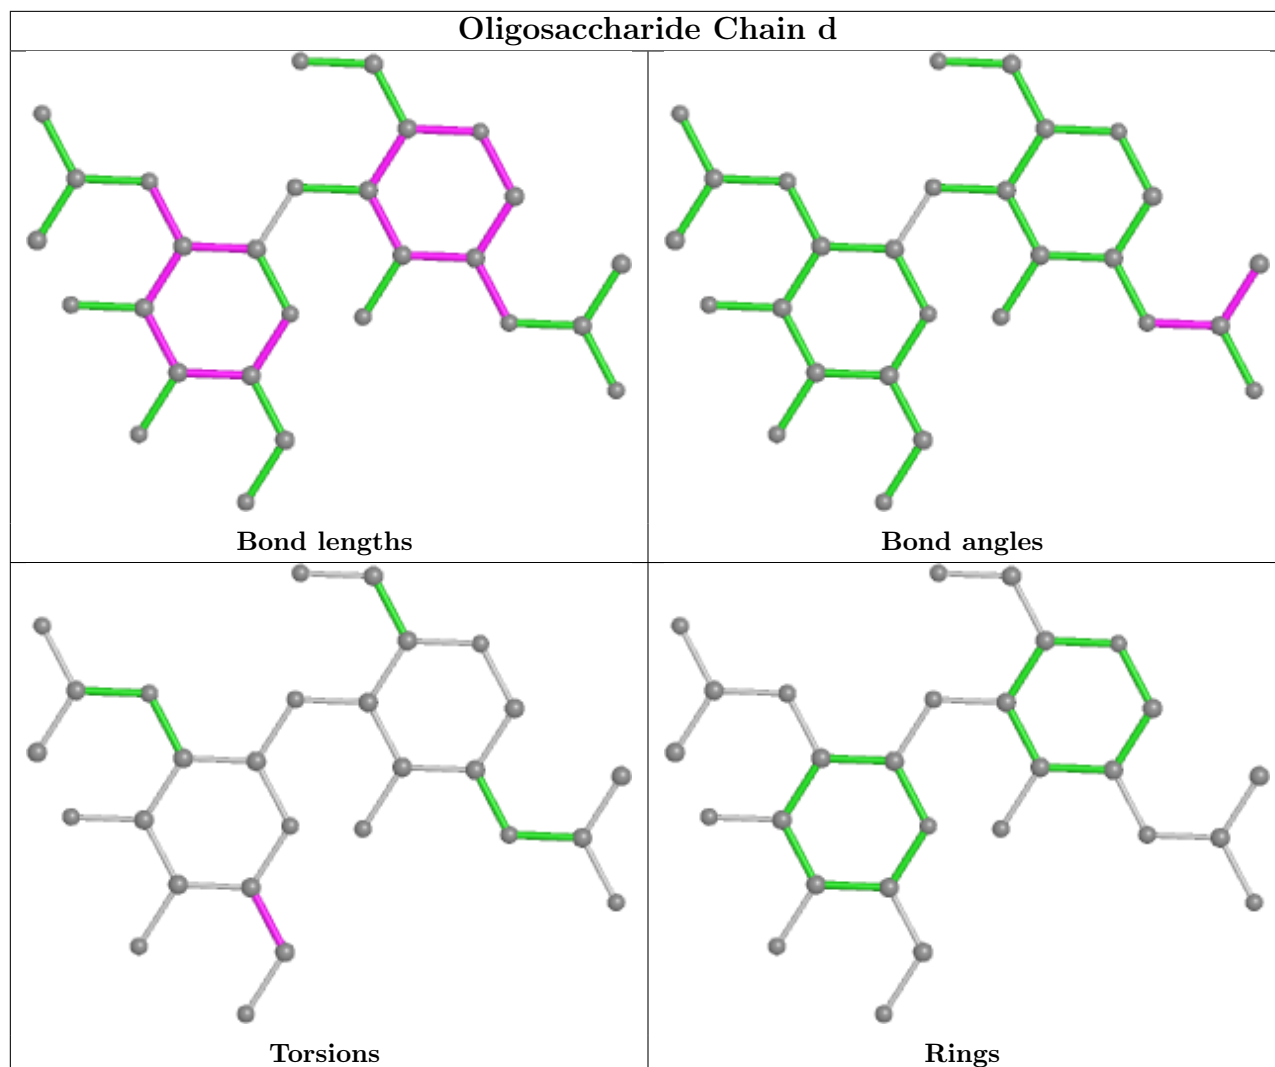 Oligosaccharide Chain d
Bond lengths
Bond angles
Torsions
Rings